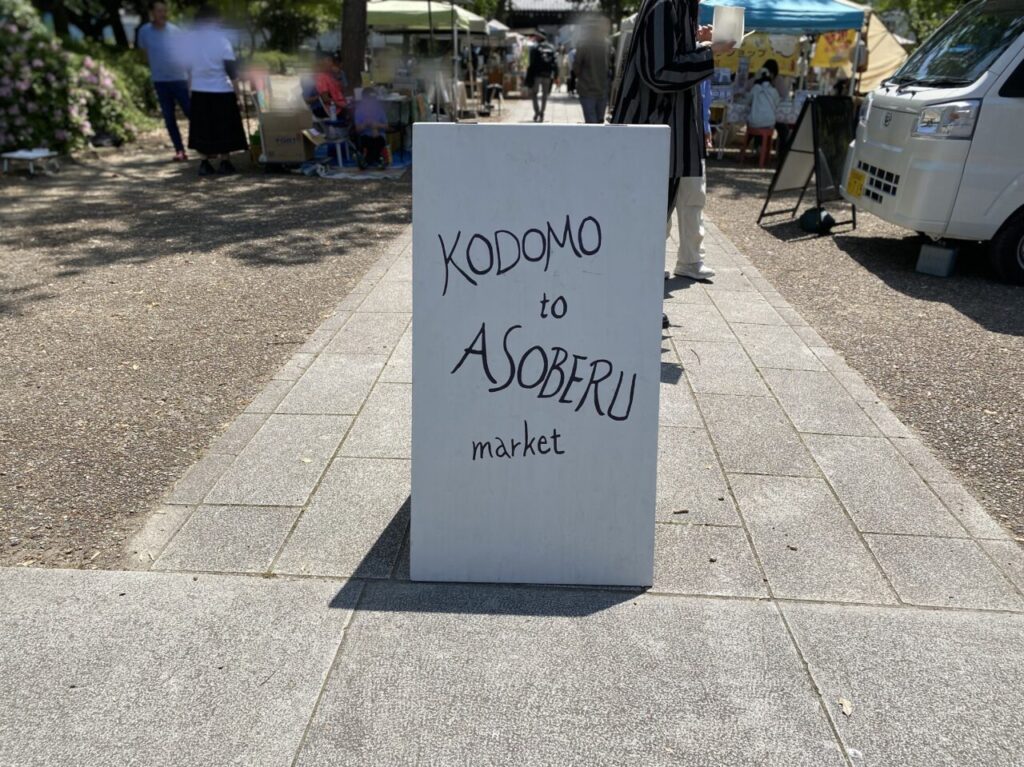 KODOMO
to
ASOBERU
market